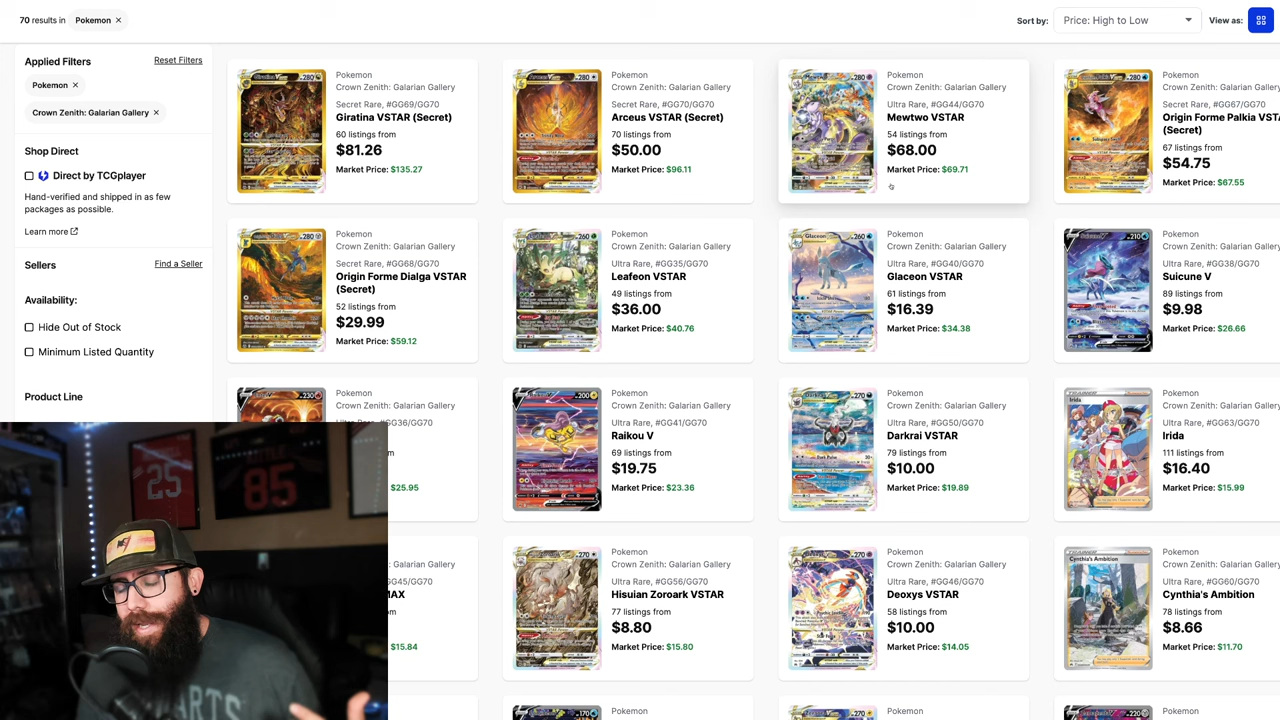 70 results in
Pokemon ✕
Sort by:
Price: High to Low
View as:
Applied Filters
Reset Filters
Pokemon ✕
Crown Zenith: Galarian Gallery ✕
Shop Direct
Direct by TCGplayer
Hand-verified and shipped in as few
packages as possible.
Learn more
Sellers
Find a Seller
Availability:
Hide Out of Stock
Minimum Listed Quantity
Product Line
Pokemon
Crown Zenith: Galarian Gallery
Secret Rare, #GG69/GG70
Giratina VSTAR (Secret)
60 listings from
$81.26
Market Price: $135.27
Pokemon
Crown Zenith: Galarian Gallery
Secret Rare, #GG70/GG70
Arceus VSTAR (Secret)
70 listings from
$50.00
Market Price: $96.11
Pokemon
Crown Zenith: Galarian Gallery
Ultra Rare, #GG44/GG70
Mewtwo VSTAR
54 listings from
$68.00
Market Price: $69.71
Pokemon
Crown Zenith: Galarian Gallery
Secret Rare, #GG67/GG70
Origin Forme Palkia VSTA
(Secret)
67 listings from
$54.75
Market Price: $67.55
Pokemon
Crown Zenith: Galarian Gallery
Secret Rare, #GG68/GG70
Origin Forme Dialga VSTAR
(Secret)
52 listings from
$29.99
Market Price: $59.12
Pokemon
Crown Zenith: Galarian Gallery
Ultra Rare, #GG35/GG70
Leafeon VSTAR
49 listings from
$36.00
Market Price: $40.76
Glaceon
Pokemon
Crown Zenith: Galarian Gallery
Ultra Rare, #GG40/GG70
Glaceon VSTAR
61 listings from
$16.39
Market Price: $34.38
Pokemon
Crown Zenith: Galarian Gallery
Ultra Rare, #GG38/GG70
Suicune V
89 listings from
$9.98
Market Price: $26.66
Pokemon
Crown Zenith: Galarian Gallery
#GG36/GG70
m
$25.95
Pokemon
Crown Zenith: Galarian Gallery
Ultra Rare, #GG41/GG70
Raikou V
69 listings from
$19.75
Market Price: $23.36
Pokemon
Crown Zenith: Galarian Gallery
Ultra Rare, #GG50/GG70
Darkrai VSTAR
79 listings from
$10.00
Market Price: $19.89
Irida
Pokemon
Crown Zenith: Galarian Gallery
Ultra Rare, #GG63/GG70
Irida
111 listings from
$16.40
Market Price: $15.99
Galarian Gallery
GG45/GG70
MAX
om
$15.84
Pokemon
Crown Zenith: Galarian Gallery
Ultra Rare, #GG56/GG70
Hisuian Zoroark VSTAR
77 listings from
$8.80
Market Price: $15.80
Pokemon
Crown Zenith: Galarian Gallery
Ultra Rare, #GG46/GG70
Deoxys VSTAR
58 listings from
$10.00
Market Price: $14.05
Cynthia's Ambition
Pokemon
Crown Zenith: Galarian Gallery
Ultra Rare, #GG60/GG70
Cynthia's Ambition
78 listings from
$8.66
Market Price: $11.70
Pokemon
Pokemon
Pokemon
25
85